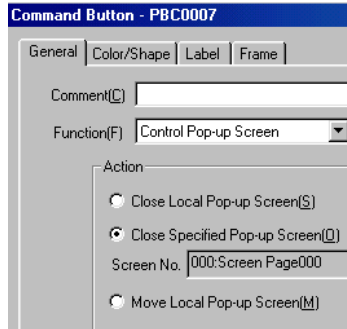 Command Button - PBC0007
General Color/Shape Label Frame
Comment(C)
Function(F) Control Pop-up Screen
Action
Close Local Pop-up Screen(S)
Close Specified Pop-up Screen(O)
Screen No. 000:Screen Page000
Move Local Pop-up Screen(M)